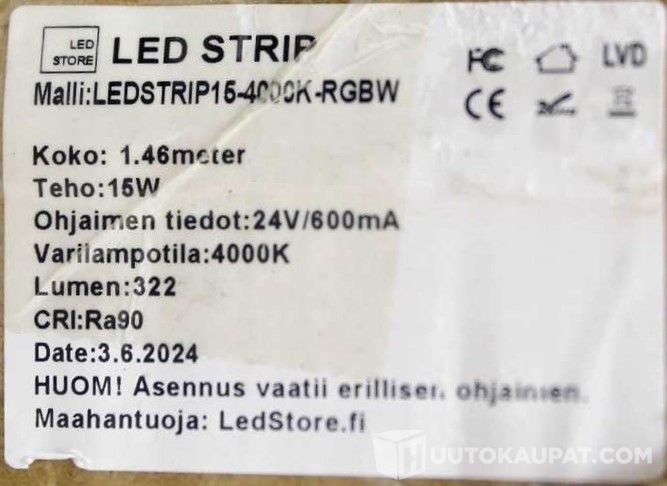 LED STORE
LED STRIP
FC LVD
Malli:LEDSTRIP15-4000K-RGBW
CE
Koko: 1.46meter
Teho:15W
Ohjaimen tiedot:24V/600mA
Varilampotila:4000K
Lumen:322
CRI:Ra90
Date:3.6.2024
HUOM! Asennus vaatii erillisen ohjaimen.
Maahantuoja: LedStore.fi
HUUTOKAUPAT.COM